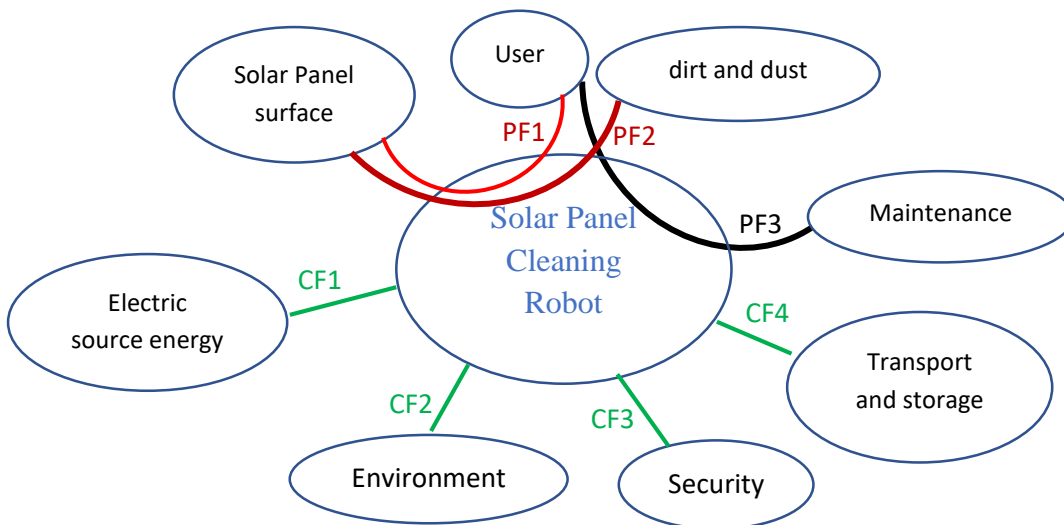 User
dirt and dust
Solar Panel
surface
PF1
PF2
Solar Panel
Cleaning
Robot
PF3
Maintenance
CF1
Electric
source energy
CF4
Transport
and storage
CF2
CF3
Environment
Security